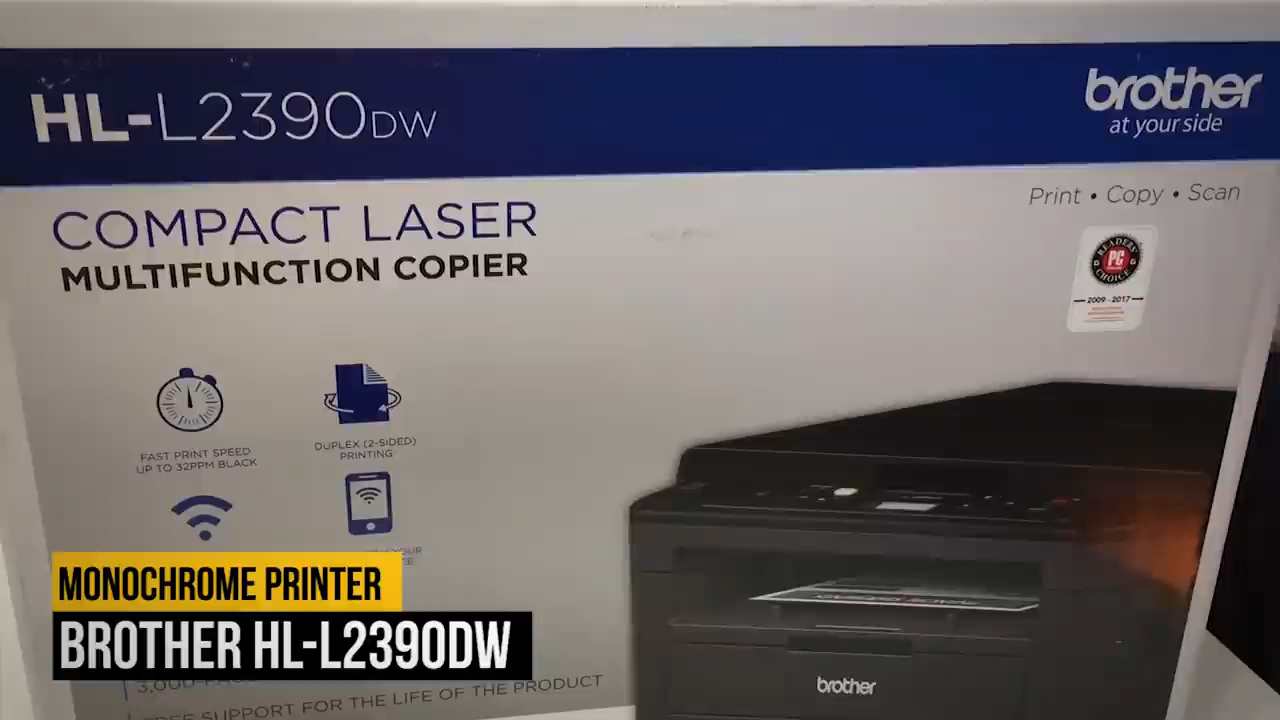 HL-L2390DW
brother
at your side
Print • Copy • Scan
COMPACT LASER
MULTIFUNCTION COPIER
READERS'
PC
CHOICE
2009 - 2017
FAST PRINT SPEED
UP TO 32PPM BLACK
DUPLEX (2-SIDED)
PRINTING
MONOCHROME PRINTER
BROTHER HL-L2390DW
SUPPORT FOR THE LIFE OF THE PRODUCT
brother